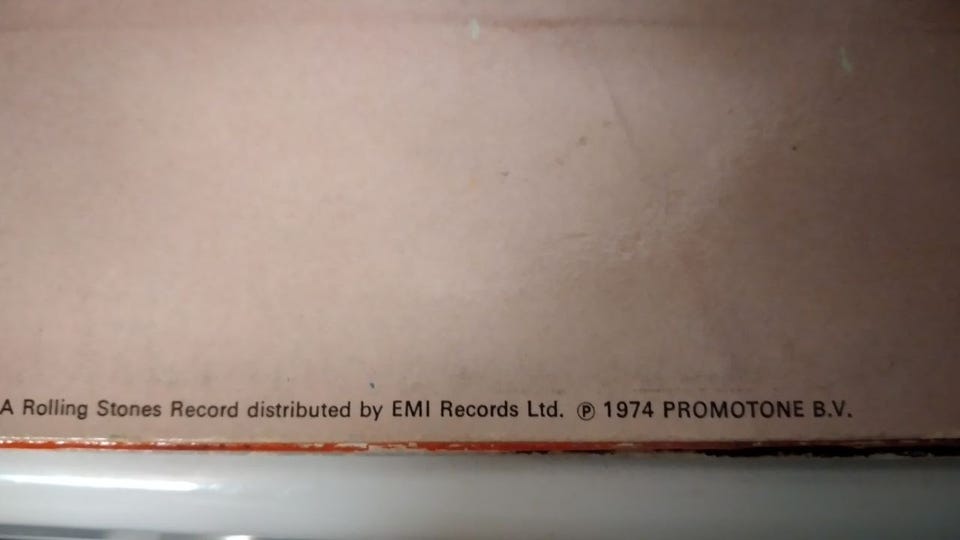 A Rolling Stones Record distributed by EMI Records Ltd. ℗ 1974 PROMOTONE B.V.